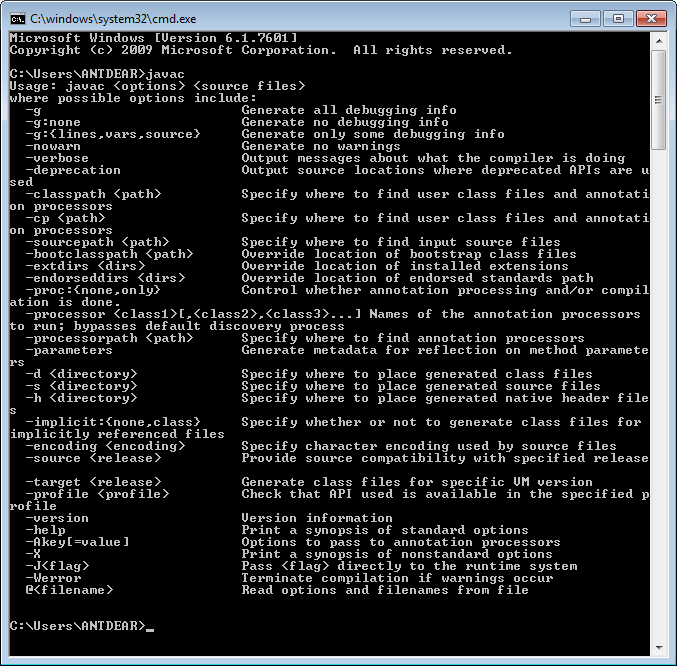 C:\windows\system32\cmd.exe
Microsoft Windows [Version 6.1.7601]
Copyright (c) 2009 Microsoft Corporation.  All rights reserved.
C:\Users\ANTDEAR>javac
Usage: javac <options> <source files>
where possible options include:
  -g                         Generate all debugging info
  -g:none                    Generate no debugging info
  -g:{lines,vars,source}     Generate only some debugging info
  -nowarn                    Generate no warnings
  -verbose                   Output messages about what the compiler is doing
  -deprecation               Output source locations where deprecated APIs are u
sed
  -classpath <path>          Specify where to find user class files and annotati
on processors
  -cp <path>                 Specify where to find user class files and annotati
on processors
  -sourcepath <path>         Specify where to find input source files
  -bootclasspath <path>      Override location of bootstrap class files
  -extdirs <dirs>            Override location of installed extensions
  -endorseddirs <dirs>       Override location of endorsed standards path
  -proc:{none,only}          Control whether annotation processing and/or compil
ation is done.
  -processor <class1>[,<class2>,<class3>...] Names of the annotation processors
to run; bypasses default discovery process
  -processorpath <path>      Specify where to find annotation processors
  -parameters                Generate metadata for reflection on method paramete
rs
  -d <directory>             Specify where to place generated class files
  -s <directory>             Specify where to place generated source files
  -h <directory>             Specify where to place generated native header file
s
  -implicit:{none,class}     Specify whether or not to generate class files for
implicitly referenced files
  -encoding <encoding>       Specify character encoding used by source files
  -source <release>          Provide source compatibility with specified release
  -target <release>          Generate class files for specific VM version
  -profile <profile>         Check that API used is available in the specified p
rofile
  -version                   Version information
  -help                      Print a synopsis of standard options
  -Akey[=value]              Options to pass to annotation processors
  -X                         Print a synopsis of nonstandard options
  -J<flag>                   Pass <flag> directly to the runtime system
  -Werror                    Terminate compilation if warnings occur
  @<filename>                Read options and filenames from file
C:\Users\ANTDEAR>_